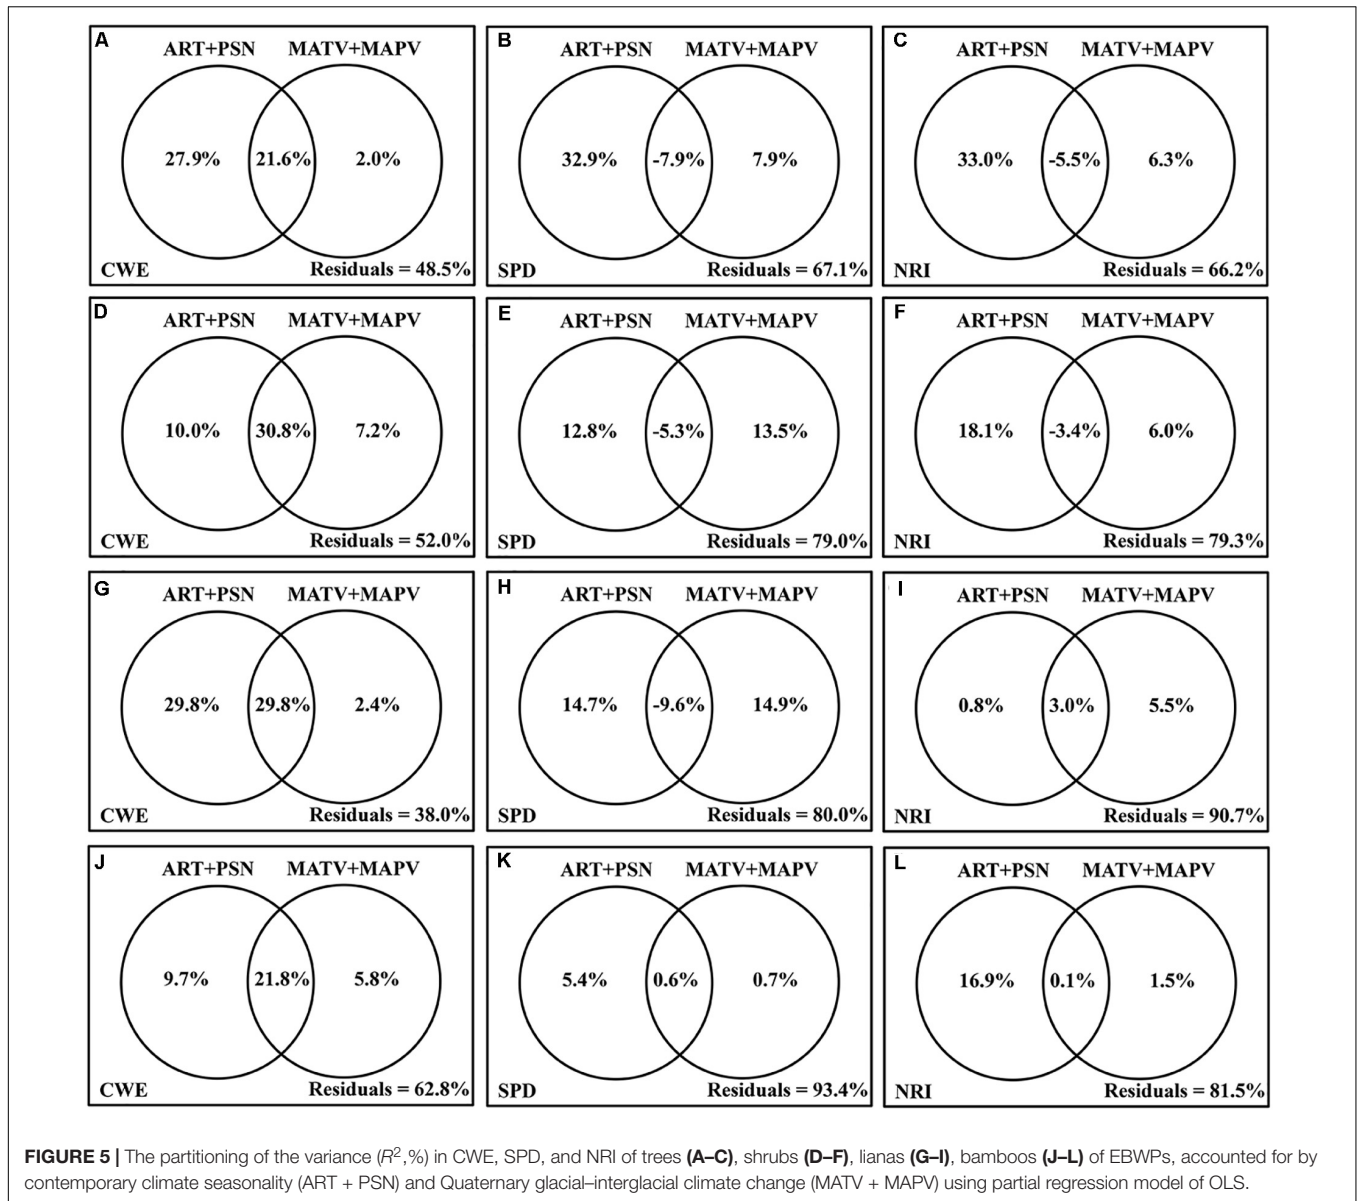 A
ART+PSN MATV+MAPV
27.9% 21.6% 2.0%
CWE Residuals = 48.5%
B
ART+PSN MATV+MAPV
32.9% -7.9% 7.9%
SPD Residuals = 67.1%
C
ART+PSN MATV+MAPV
33.0% -5.5% 6.3%
NRI Residuals = 66.2%
D
ART+PSN MATV+MAPV
10.0% 30.8% 7.2%
CWE Residuals = 52.0%
E
ART+PSN MATV+MAPV
12.8% -5.3% 13.5%
SPD Residuals = 79.0%
F
ART+PSN MATV+MAPV
18.1% -3.4% 6.0%
NRI Residuals = 79.3%
G
ART+PSN MATV+MAPV
29.8% 29.8% 2.4%
CWE Residuals = 38.0%
H
ART+PSN MATV+MAPV
14.7% -9.6% 14.9%
SPD Residuals = 80.0%
I
ART+PSN MATV+MAPV
0.8% 3.0% 5.5%
NRI Residuals = 90.7%
J
ART+PSN MATV+MAPV
9.7% 21.8% 5.8%
CWE Residuals = 62.8%
K
ART+PSN MATV+MAPV
5.4% 0.6% 0.7%
SPD Residuals = 93.4%
L
ART+PSN MATV+MAPV
16.9% 0.1% 1.5%
NRI Residuals = 81.5%
FIGURE 5 | The partitioning of the variance (R²,%) in CWE, SPD, and NRI of trees (A–C), shrubs (D–F), lianas (G–I), bamboos (J–L) of EBWPs, accounted for by
contemporary climate seasonality (ART + PSN) and Quaternary glacial–interglacial climate change (MATV + MAPV) using partial regression model of OLS.